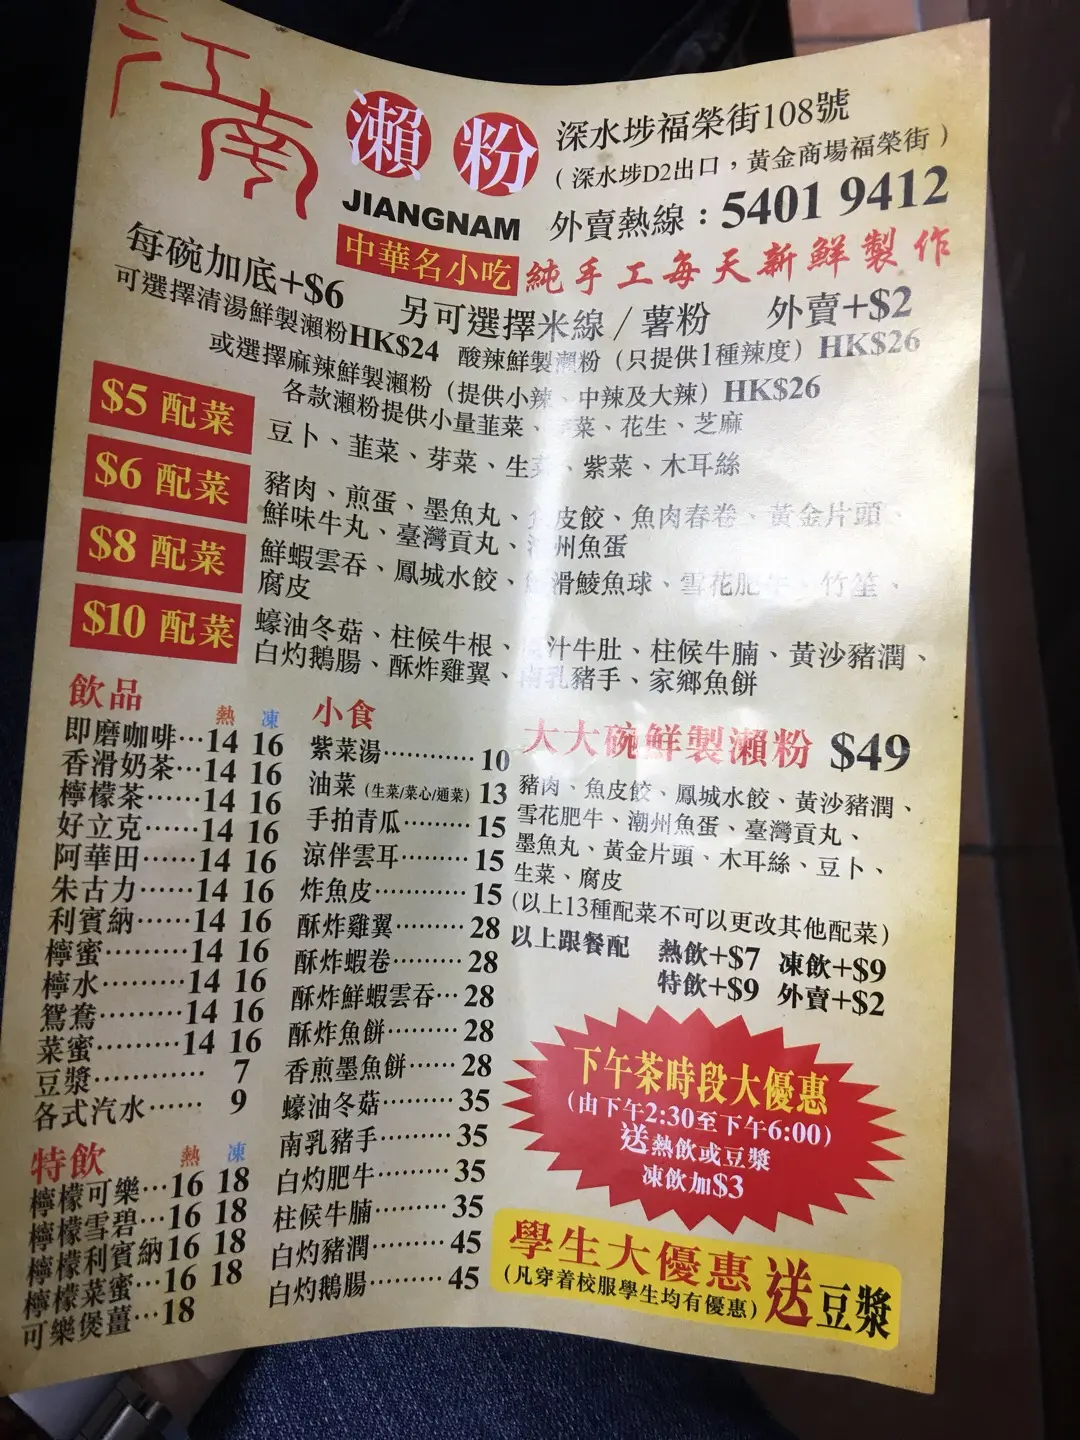 江南
瀨粉
JIANGNAM
中華名小吃
深水埗福榮街108號
(深水埗D2出口，黃金商場福榮街)
外賣熱線：5401 9412
純手工每天新鮮製作
每碗加底+$6 另可選擇米線/薯粉 外賣+$2
可選擇清湯鮮製瀨粉HK$24 酸辣鮮製瀨粉(只提供1種辣度) HK$26
或選擇麻辣鮮製瀨粉(提供小辣、中辣及大辣) HK$26
各款瀨粉提供小量韮菜、菜、花生、芝麻
$5 配菜
豆卜、韮菜、芽菜、生菜、紫菜、木耳絲
$6 配菜
豬肉、煎蛋、墨魚丸、皮餃、魚肉春卷、黃金片頭、
鮮味牛丸、臺灣貢丸、州魚蛋
$8 配菜
鮮蝦雲吞、鳳城水餃、滑鯪魚球、雪花肥牛、竹笙、
腐皮
$10 配菜
蠔油冬菇、柱候牛根、汁牛肚、柱候牛腩、黃沙豬潤、
白灼鵝腸、酥炸雞翼、南乳豬手、家鄉魚餅
飲品 熱 凍
即磨咖啡…14 16
香滑奶茶…14 16
檸檬茶……14 16
好立克……14 16
阿華田……14 16
朱古力……14 16
利賓納……14 16
檸蜜………14 16
檸水………14 16
鴛鴦………14 16
菜蜜………14 16
豆漿………… 7
各式汽水…… 9
特飲 熱 凍
檸檬可樂…16 18
檸檬雪碧…16 18
檸檬利賓納16 18
檸檬菜蜜…16 18
可樂煲薑…18
小食
紫菜湯………… 10
油菜 (生菜/菜心/通菜) 13
手拍青瓜……… 15
涼伴雲耳……… 15
炸魚皮………… 15
酥炸雞翼……… 28
酥炸蝦卷……… 28
酥炸鮮蝦雲吞… 28
酥炸魚餅……… 28
香煎墨魚餅…… 28
蠔油冬菇……… 35
南乳豬手……… 35
白灼肥牛……… 35
柱候牛腩……… 35
白灼豬潤……… 45
白灼鵝腸……… 45
大大碗鮮製瀨粉 $49
豬肉、魚皮餃、鳳城水餃、黃沙豬潤、
雪花肥牛、潮州魚蛋、臺灣貢丸、
墨魚丸、黃金片頭、木耳絲、豆卜、
生菜、腐皮
(以上13種配菜不可以更改其他配菜)
以上跟餐配 熱飲+$7 凍飲+$9
特飲+$9 外賣+$2
下午茶時段大優惠
(由下午2:30至下午6:00)
送熱飲或豆漿
凍飲加$3
學生大優惠 送豆漿
(凡穿着校服學生均有優惠)